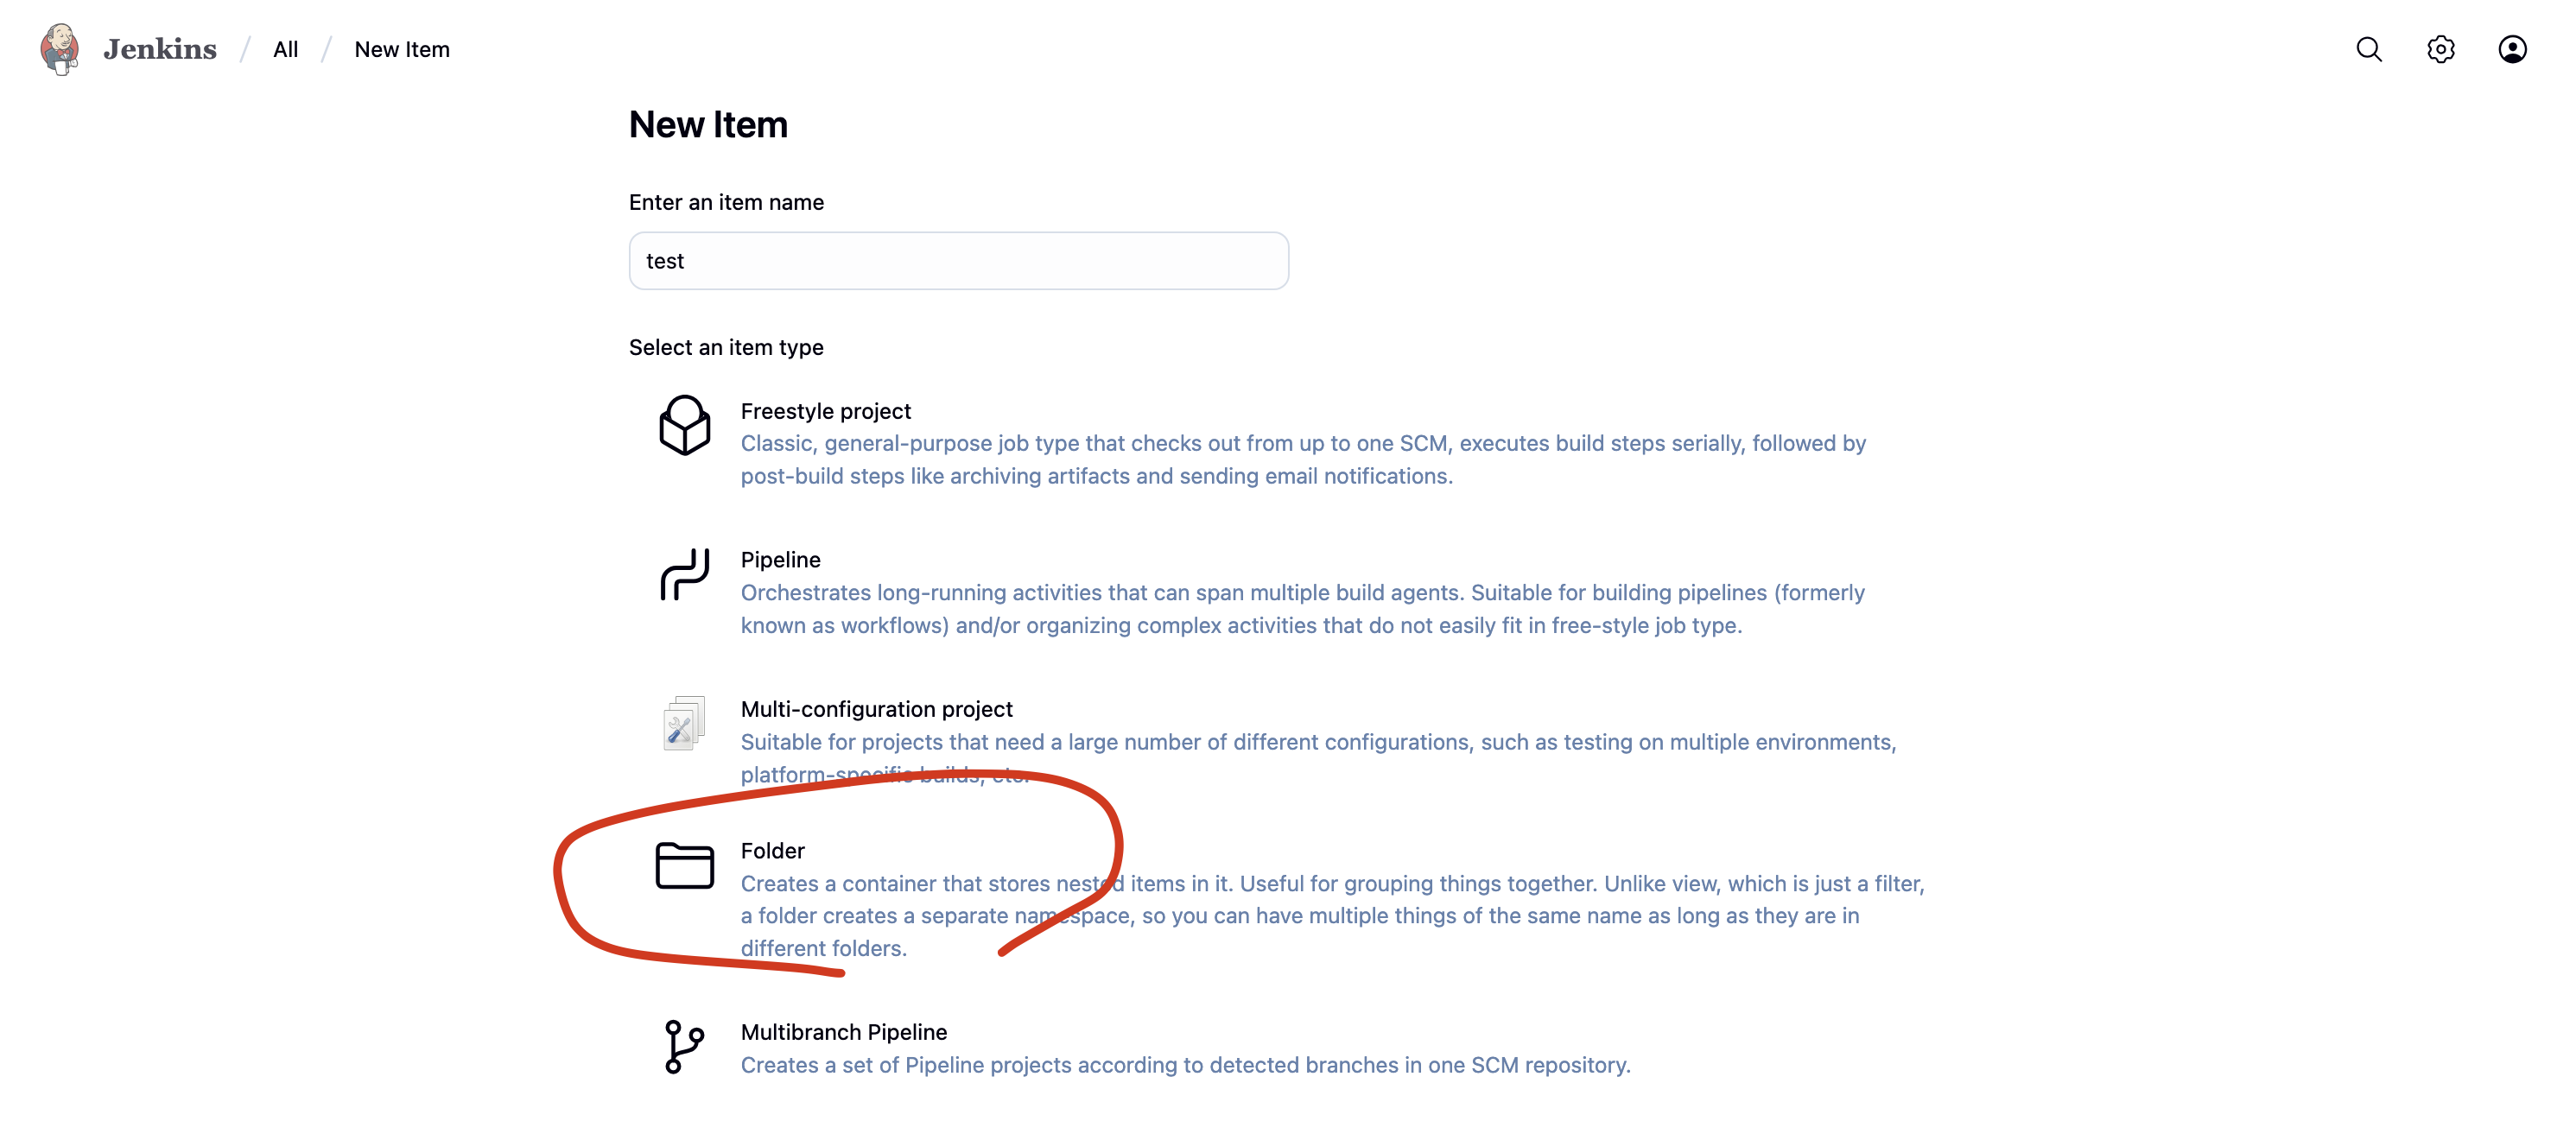 Jenkins / All / New Item
New Item
Enter an item name
test
Select an item type
Freestyle project
Classic, general-purpose job type that checks out from up to one SCM, executes build steps serially, followed by
post-build steps like archiving artifacts and sending email notifications.
Pipeline
Orchestrates long-running activities that can span multiple build agents. Suitable for building pipelines (formerly
known as workflows) and/or organizing complex activities that do not easily fit in free-style job type.
Multi-configuration project
Suitable for projects that need a large number of different configurations, such as testing on multiple environments,
platform-specific builds, etc.
Folder
Creates a container that stores nested items in it. Useful for grouping things together. Unlike view, which is just a filter,
a folder creates a separate namespace, so you can have multiple things of the same name as long as they are in
different folders.
Multibranch Pipeline
Creates a set of Pipeline projects according to detected branches in one SCM repository.